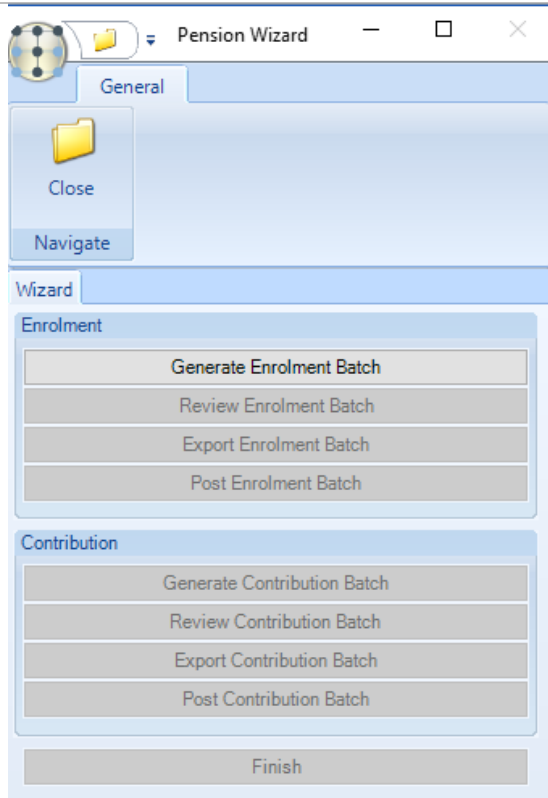 Pension Wizard
General
Close
Navigate
Wizard
Enrolment
Generate Enrolment Batch
Review Enrolment Batch
Export Enrolment Batch
Post Enrolment Batch
Contribution
Generate Contribution Batch
Review Contribution Batch
Export Contribution Batch
Post Contribution Batch
Finish